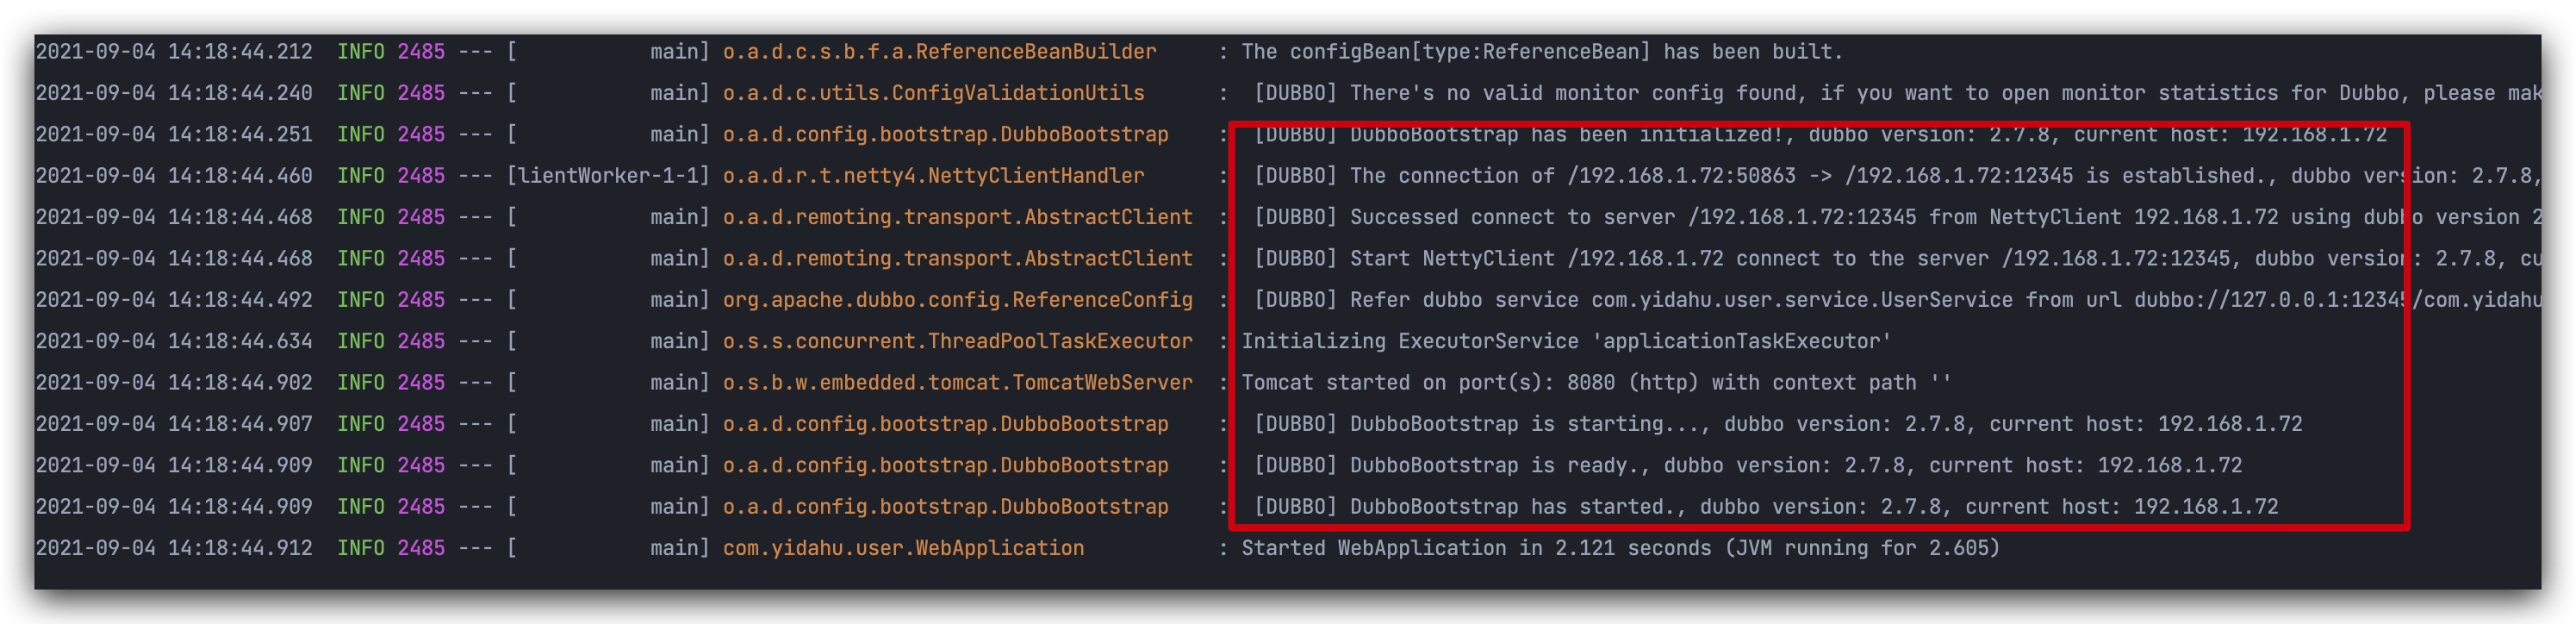 2021-09-04 14:18:44.212  INFO 2485 --- [           main] o.a.d.c.s.b.f.a.ReferenceBeanBuilder     : The configBean[type:ReferenceBean] has been built.
2021-09-04 14:18:44.240  INFO 2485 --- [           main] o.a.d.c.utils.ConfigValidationUtils      :  [DUBBO] There's no valid monitor config found, if you want to open monitor statistics for Dubbo, please mak
2021-09-04 14:18:44.251  INFO 2485 --- [           main] o.a.d.config.bootstrap.DubboBootstrap    :  [DUBBO] DubboBootstrap has been initialized!, dubbo version: 2.7.8, current host: 192.168.1.72
2021-09-04 14:18:44.460  INFO 2485 --- [lientWorker-1-1] o.a.d.r.t.netty4.NettyClientHandler      :  [DUBBO] The connection of /192.168.1.72:50863 -> /192.168.1.72:12345 is established., dubbo version: 2.7.8,
2021-09-04 14:18:44.468  INFO 2485 --- [           main] o.a.d.remoting.transport.AbstractClient  :  [DUBBO] Successed connect to server /192.168.1.72:12345 from NettyClient 192.168.1.72 using dubbo version 2
2021-09-04 14:18:44.468  INFO 2485 --- [           main] o.a.d.remoting.transport.AbstractClient  :  [DUBBO] Start NettyClient /192.168.1.72 connect to the server /192.168.1.72:12345, dubbo version: 2.7.8, cu
2021-09-04 14:18:44.492  INFO 2485 --- [           main] org.apache.dubbo.config.ReferenceConfig  :  [DUBBO] Refer dubbo service com.yidahu.user.service.UserService from url dubbo://127.0.0.1:12345/com.yidahu
2021-09-04 14:18:44.634  INFO 2485 --- [           main] o.s.s.concurrent.ThreadPoolTaskExecutor  : Initializing ExecutorService 'applicationTaskExecutor'
2021-09-04 14:18:44.902  INFO 2485 --- [           main] o.s.b.w.embedded.tomcat.TomcatWebServer  : Tomcat started on port(s): 8080 (http) with context path ''
2021-09-04 14:18:44.907  INFO 2485 --- [           main] o.a.d.config.bootstrap.DubboBootstrap    :  [DUBBO] DubboBootstrap is starting..., dubbo version: 2.7.8, current host: 192.168.1.72
2021-09-04 14:18:44.909  INFO 2485 --- [           main] o.a.d.config.bootstrap.DubboBootstrap    :  [DUBBO] DubboBootstrap is ready., dubbo version: 2.7.8, current host: 192.168.1.72
2021-09-04 14:18:44.909  INFO 2485 --- [           main] o.a.d.config.bootstrap.DubboBootstrap    :  [DUBBO] DubboBootstrap has started., dubbo version: 2.7.8, current host: 192.168.1.72
2021-09-04 14:18:44.912  INFO 2485 --- [           main] com.yidahu.user.WebApplication           : Started WebApplication in 2.121 seconds (JVM running for 2.605)